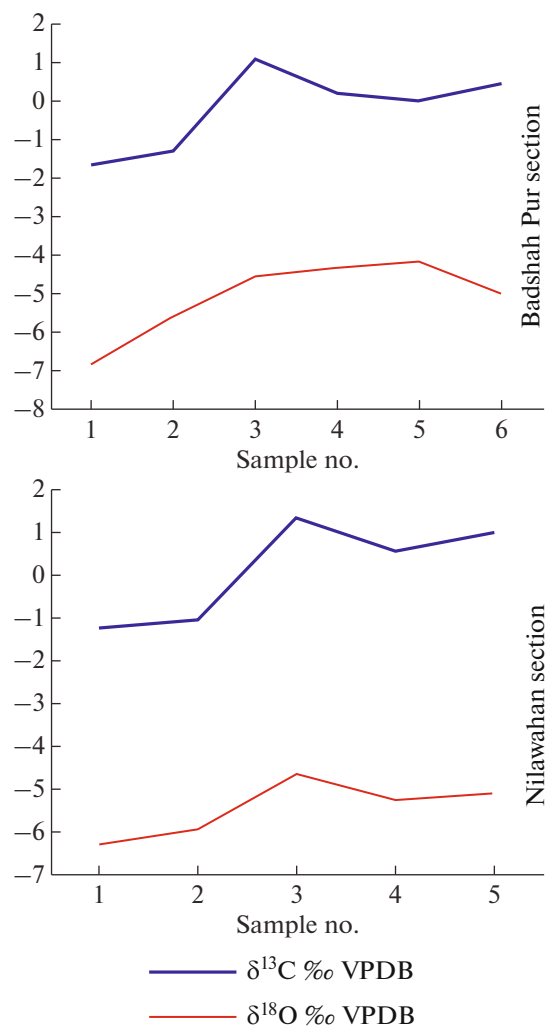 2
1
0
−1
−2
−3
−4
−5
−6
−7
−8
1 2 3 4 5 6
Sample no.
Badshah Pur section
2
1
0
−1
−2
−3
−4
−5
−6
−7
1 2 3 4 5
Sample no.
Nilawahan section
δ¹³C ‰ VPDB
δ¹⁸O ‰ VPDB